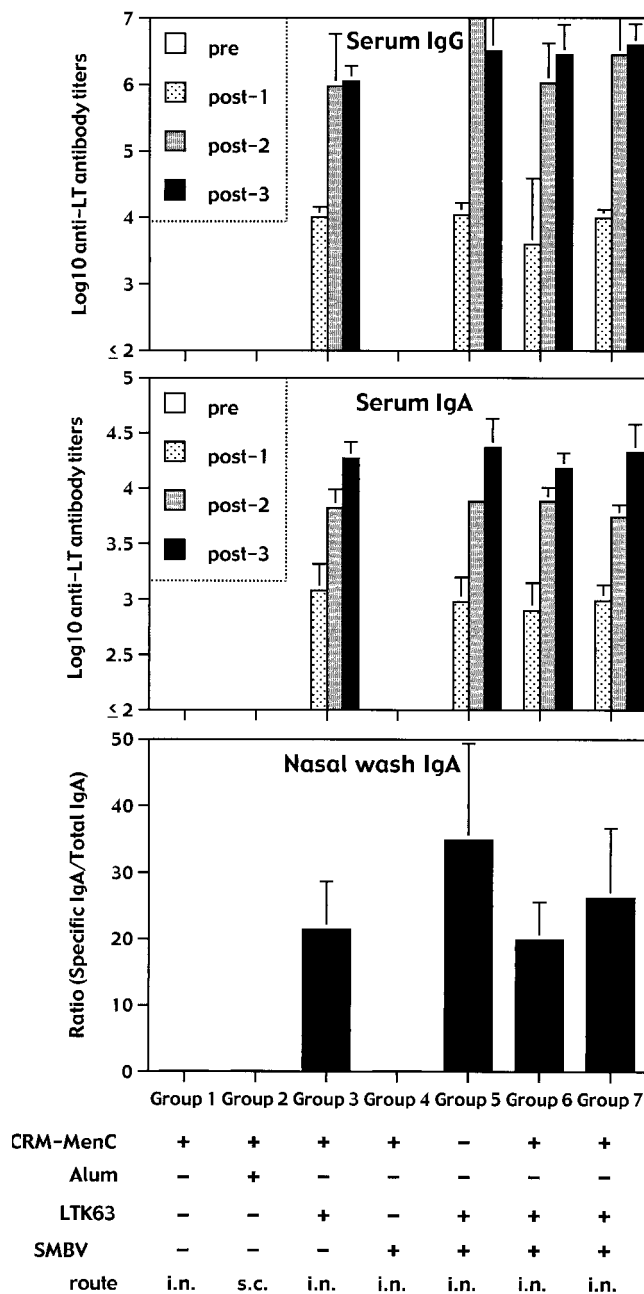 7
6
5
4
3
≤ 2
Log10 anti-LT antibody titers
Serum IgG
pre
post-1
post-2
post-3
5
4.5
4
3.5
3
2.5
≤ 2
Log10 anti-LT antibody titers
Serum IgA
pre
post-1
post-2
post-3
50
40
30
20
10
0
Ratio (Specific IgA/Total IgA)
Nasal wash IgA
Group 1 Group 2 Group 3 Group 4 Group 5 Group 6 Group 7
CRM-MenC + + + + - + +
Alum - + - - - - -
LTK63 - - + - + + +
SMBV - - - + + + +
route i.n. s.c. i.n. i.n. i.n. i.n. i.n.